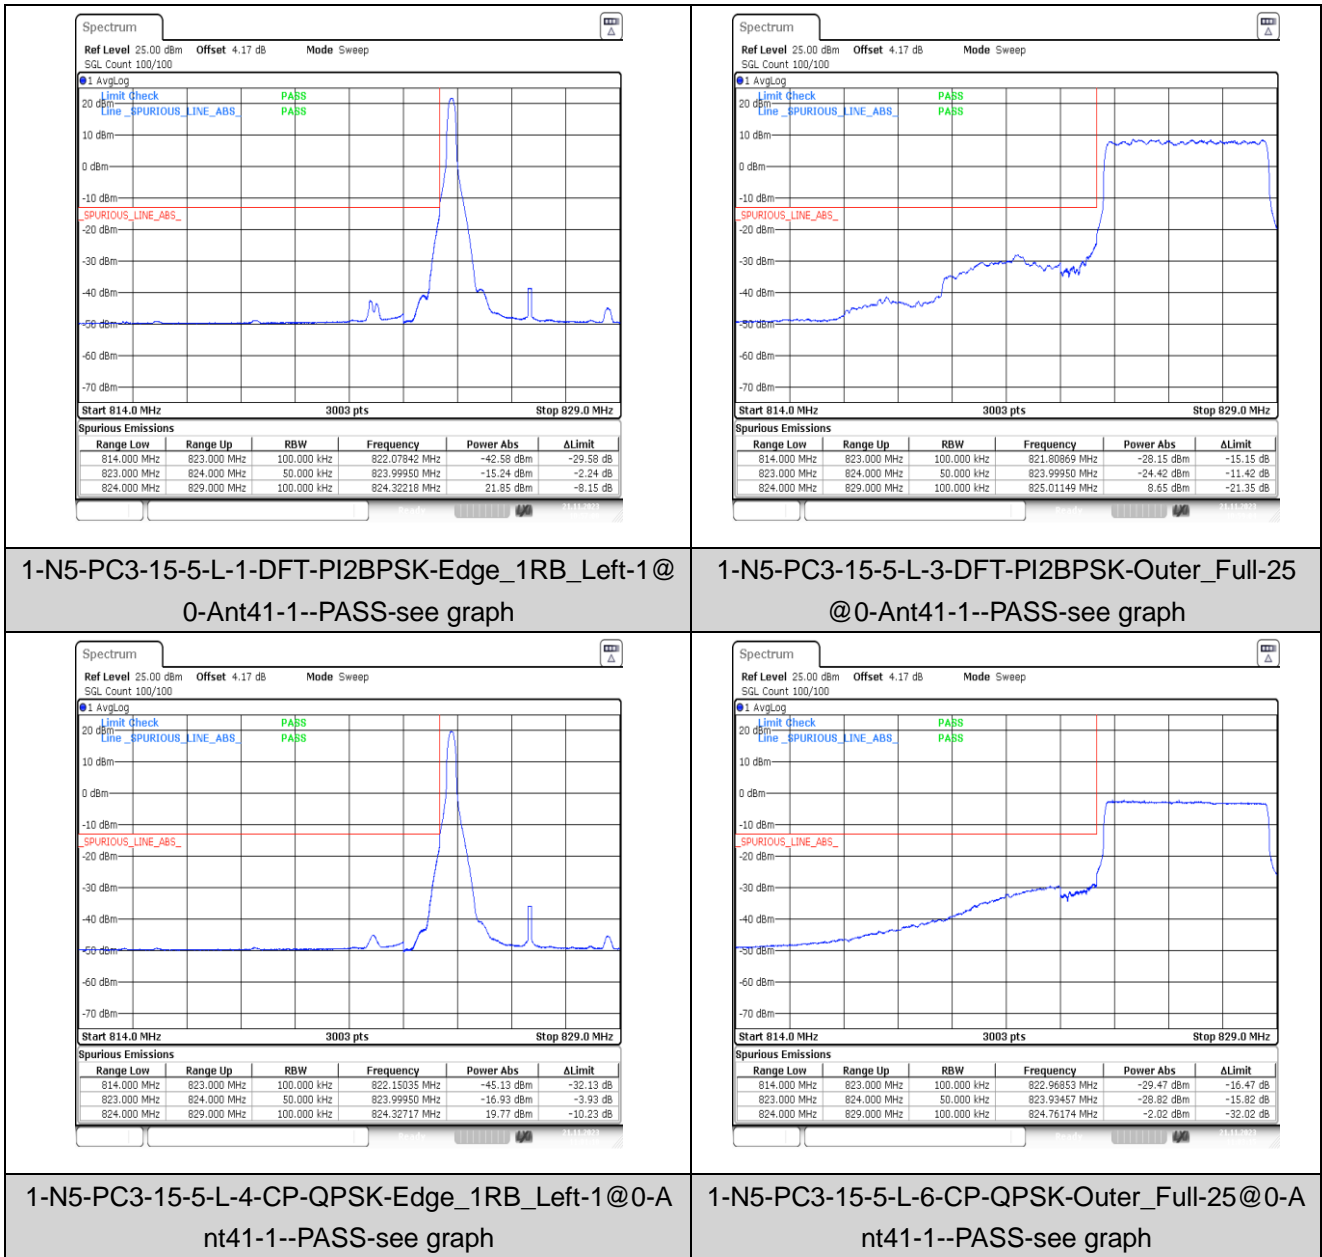 Spectrum
Ref Level 25.00 dBm Offset 4.17 dB Mode Sweep
SGL Count 100/100
1 AvgLog
Limit Check PASS
Line _SPURIOUS_LINE_ABS_ PASS
20 dBm
10 dBm
0 dBm
-10 dBm
_SPURIOUS_LINE_ABS_
-20 dBm
-30 dBm
-40 dBm
-50 dBm
-60 dBm
-70 dBm
Start 814.0 MHz 3003 pts Stop 829.0 MHz
Spurious Emissions
Range Low Range Up RBW Frequency Power Abs ΔLimit
814.000 MHz 823.000 MHz 100.000 kHz 822.07842 MHz -42.58 dBm -29.58 dB
823.000 MHz 824.000 MHz 50.000 kHz 823.99950 MHz -15.24 dBm -2.24 dB
824.000 MHz 829.000 MHz 100.000 kHz 824.32218 MHz 21.85 dBm -8.15 dB
1-N5-PC3-15-5-L-1-DFT-PI2BPSK-Edge_1RB_Left-1@
0-Ant41-1--PASS-see graph
Spectrum
Ref Level 25.00 dBm Offset 4.17 dB Mode Sweep
SGL Count 100/100
1 AvgLog
Limit Check PASS
Line _SPURIOUS_LINE_ABS_ PASS
20 dBm
10 dBm
0 dBm
-10 dBm
_SPURIOUS_LINE_ABS_
-20 dBm
-30 dBm
-40 dBm
-50 dBm
-60 dBm
-70 dBm
Start 814.0 MHz 3003 pts Stop 829.0 MHz
Spurious Emissions
Range Low Range Up RBW Frequency Power Abs ΔLimit
814.000 MHz 823.000 MHz 100.000 kHz 821.80869 MHz -28.15 dBm -15.15 dB
823.000 MHz 824.000 MHz 50.000 kHz 823.99950 MHz -24.42 dBm -11.42 dB
824.000 MHz 829.000 MHz 100.000 kHz 825.01149 MHz 8.65 dBm -21.35 dB
1-N5-PC3-15-5-L-3-DFT-PI2BPSK-Outer_Full-25
@0-Ant41-1--PASS-see graph
Spectrum
Ref Level 25.00 dBm Offset 4.17 dB Mode Sweep
SGL Count 100/100
1 AvgLog
Limit Check PASS
Line _SPURIOUS_LINE_ABS_ PASS
20 dBm
10 dBm
0 dBm
-10 dBm
_SPURIOUS_LINE_ABS_
-20 dBm
-30 dBm
-40 dBm
-50 dBm
-60 dBm
-70 dBm
Start 814.0 MHz 3003 pts Stop 829.0 MHz
Spurious Emissions
Range Low Range Up RBW Frequency Power Abs ΔLimit
814.000 MHz 823.000 MHz 100.000 kHz 822.15035 MHz -45.13 dBm -32.13 dB
823.000 MHz 824.000 MHz 50.000 kHz 823.99950 MHz -16.93 dBm -3.93 dB
824.000 MHz 829.000 MHz 100.000 kHz 824.32717 MHz 19.77 dBm -10.23 dB
1-N5-PC3-15-5-L-4-CP-QPSK-Edge_1RB_Left-1@0-A
nt41-1--PASS-see graph
Spectrum
Ref Level 25.00 dBm Offset 4.17 dB Mode Sweep
SGL Count 100/100
1 AvgLog
Limit Check PASS
Line _SPURIOUS_LINE_ABS_ PASS
20 dBm
10 dBm
0 dBm
-10 dBm
_SPURIOUS_LINE_ABS_
-20 dBm
-30 dBm
-40 dBm
-50 dBm
-60 dBm
-70 dBm
Start 814.0 MHz 3003 pts Stop 829.0 MHz
Spurious Emissions
Range Low Range Up RBW Frequency Power Abs ΔLimit
814.000 MHz 823.000 MHz 100.000 kHz 822.96853 MHz -29.47 dBm -16.47 dB
823.000 MHz 824.000 MHz 50.000 kHz 823.93457 MHz -28.82 dBm -15.82 dB
824.000 MHz 829.000 MHz 100.000 kHz 824.76174 MHz -2.02 dBm -32.02 dB
1-N5-PC3-15-5-L-6-CP-QPSK-Outer_Full-25@0-A
nt41-1--PASS-see graph